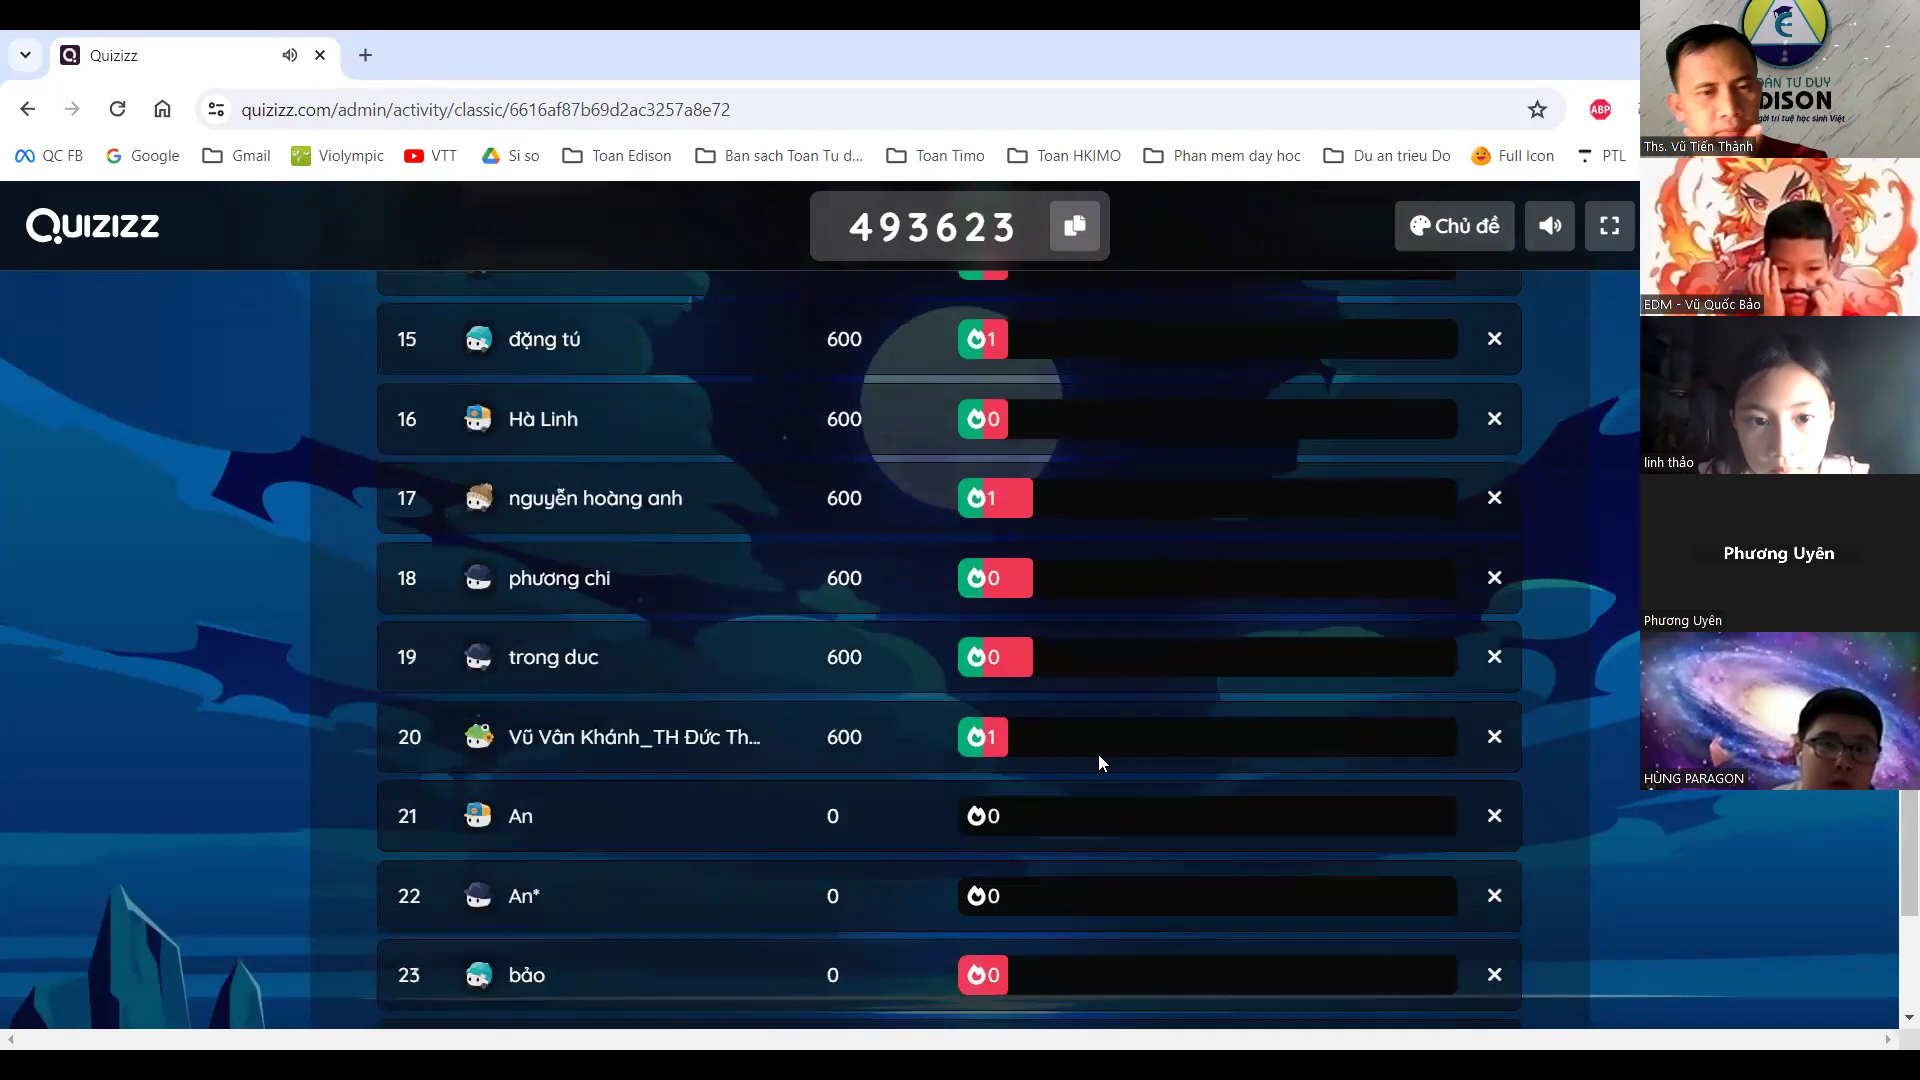 Quizizz
quizizz.com/admin/activity/classic/6616af87b69d2ac3257a8e72
ABP
QC FB
Google
Gmail
Violympic
VTT
Si so
Toan Edison
Ban sach Toan Tu d...
Toan Timo
Toan HKIMO
Phan mem day hoc
Du an trieu Do
Full Icon
PTL
QUIZIZZ
493623
Chủ đề
15 đặng tú 600 1
16 Hà Linh 600 0
17 nguyễn hoàng anh 600 1
18 phương chi 600 0
19 trong duc 600 0
20 Vũ Vân Khánh_TH Đức Th... 600 1
21 An 0 0
22 An* 0 0
23 bảo 0 0
TƯ DUY
Ths. Vũ Tiến Thành
EDM - Vũ Quốc Bảo
linh thảo
Phương Uyên
Phương Uyên
HÙNG PARAGON